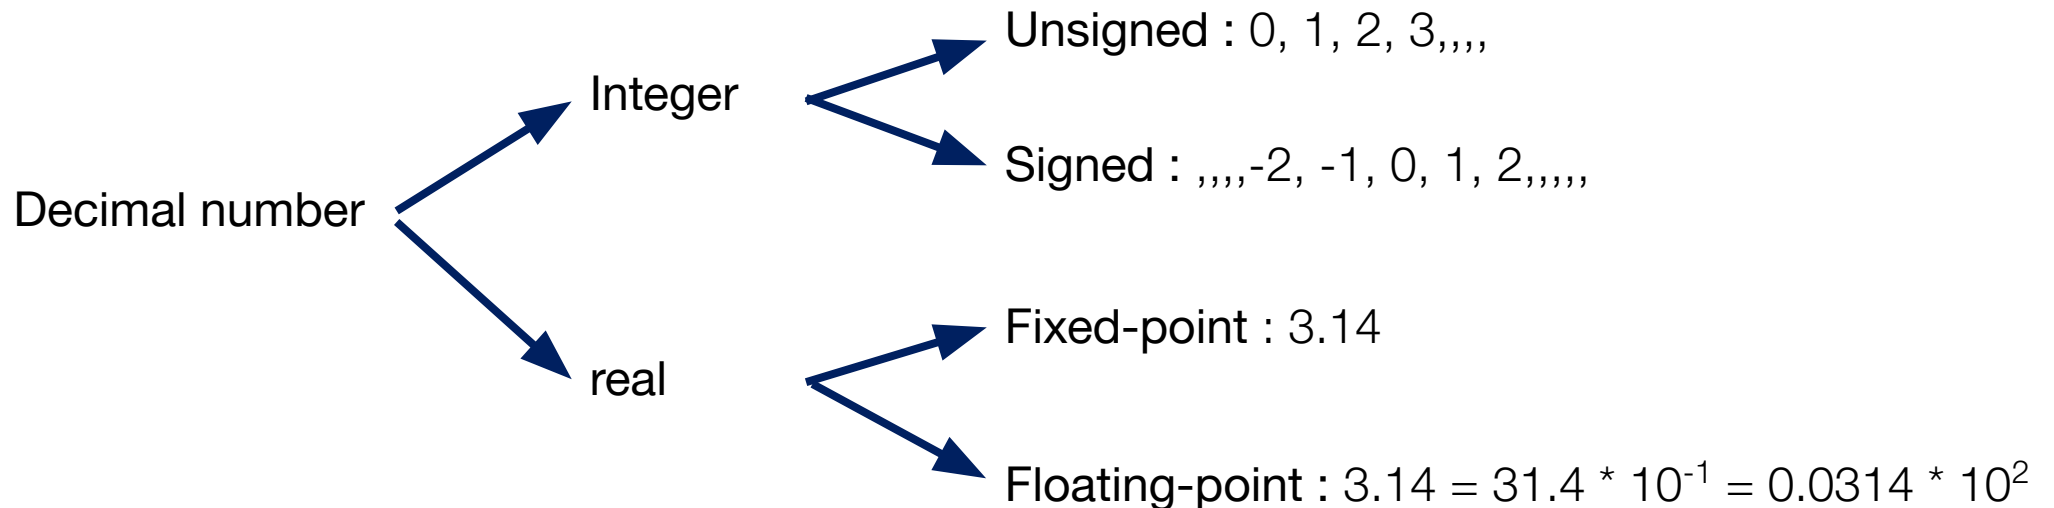 Unsigned : 0, 1, 2, 3,,,,
Integer
Signed : ,,,,-2, -1, 0, 1, 2,,,,,
Decimal number
Fixed-point : 3.14
real
Floating-point : 3.14 = 31.4 * 10⁻¹ = 0.0314 * 10²